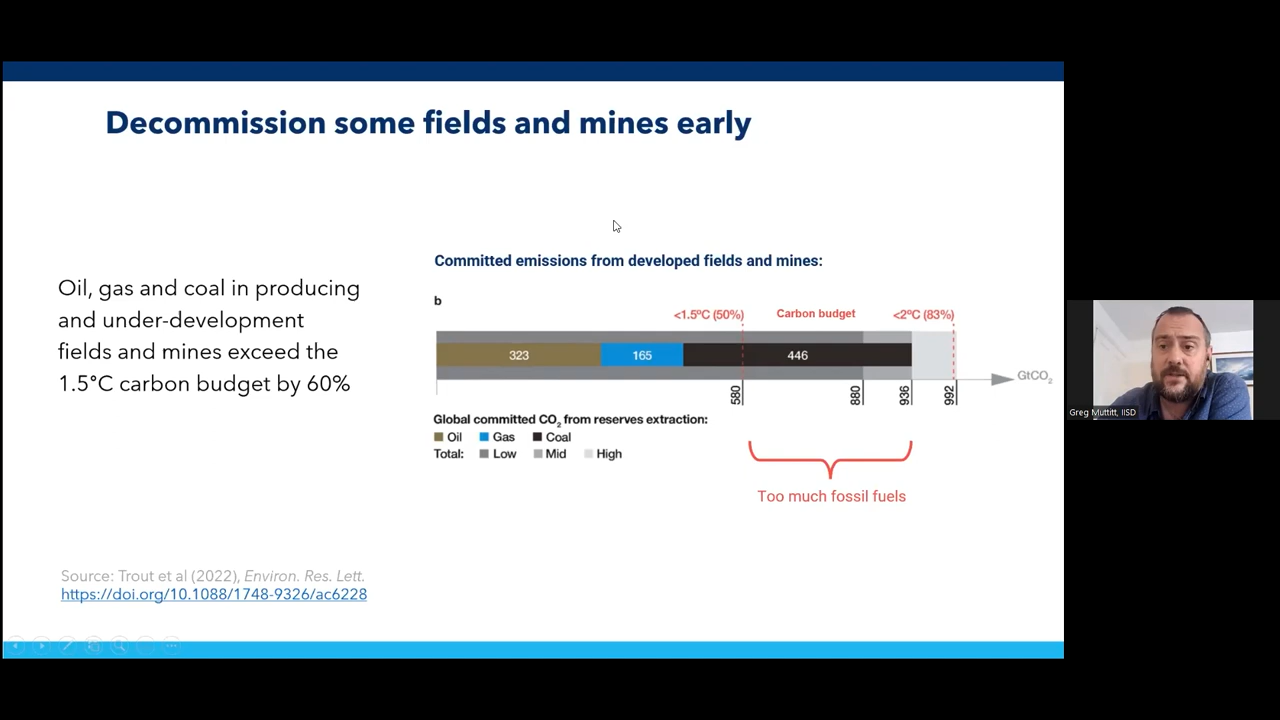 Decommission some fields and mines early
Oil, gas and coal in producing
and under-development
fields and mines exceed the
1.5°C carbon budget by 60%
Committed emissions from developed fields and mines:
b
<1.5ºC (50%)
Carbon budget
<2ºC (83%)
323
165
446
580
880
936
992
GtCO2
Global committed CO2 from reserves extraction:
Oil Gas Coal
Total: Low Mid High
Too much fossil fuels
Source: Trout et al (2022), Environ. Res. Lett.
https://doi.org/10.1088/1748-9326/ac6228
Greg Muttitt, IISD